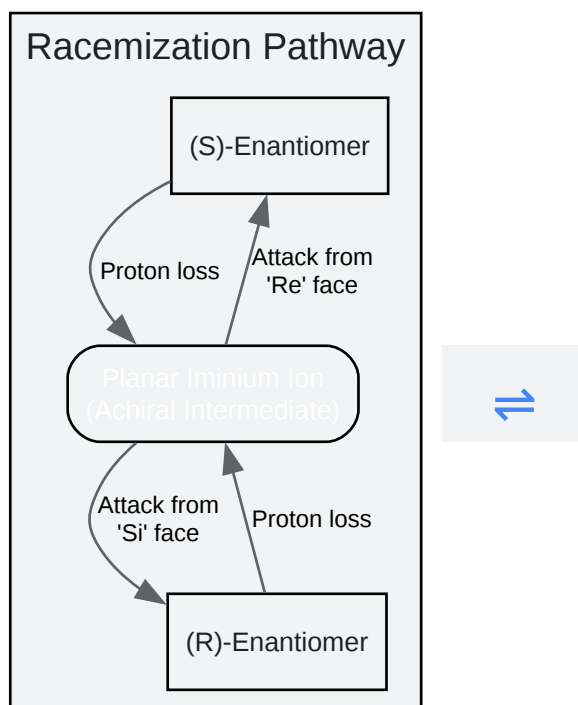 Racemization Pathway
(S)-Enantiomer
Proton loss
Attack from
'Re' face
Planar Iminium Ion
(Achiral Intermediate)
⇌
Attack from
'Si' face
Proton loss
(R)-Enantiomer